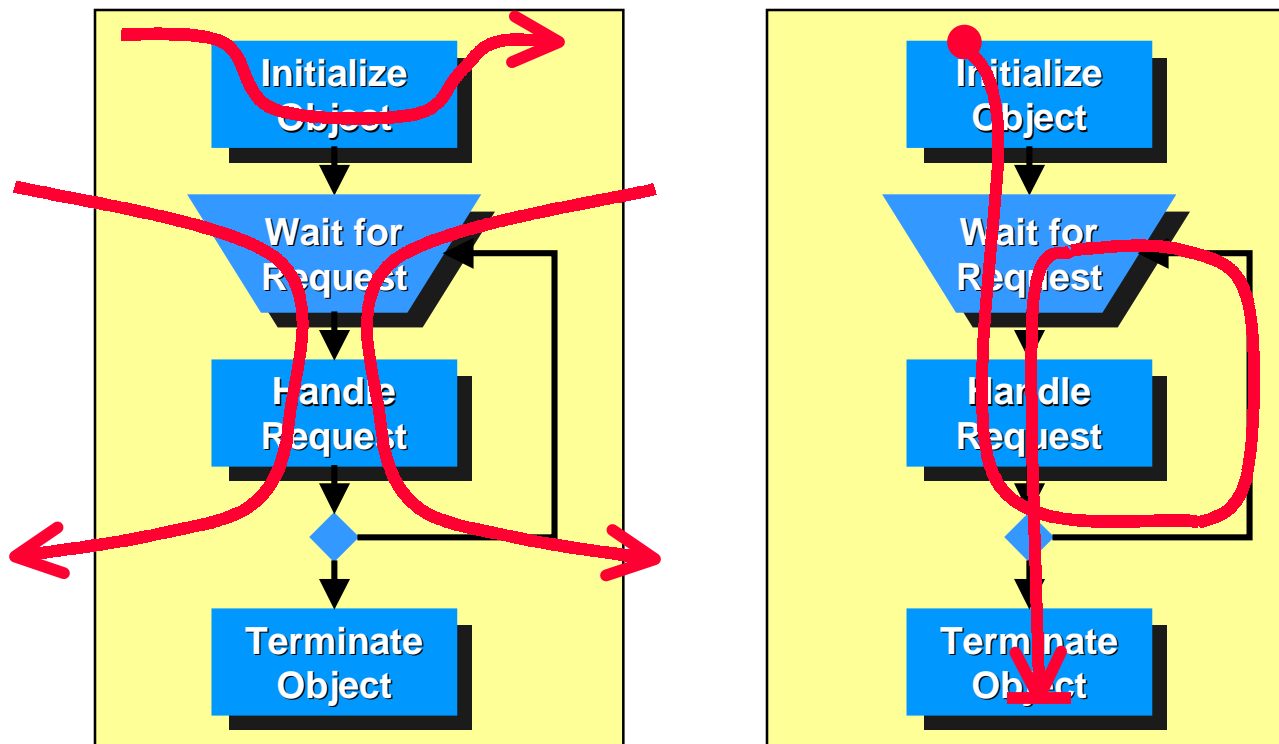 Initialize
Object
Wait for
Request
Handle
Request
Terminate
Object
Initialize
Object
Wait for
Request
Handle
Request
Terminate
Object